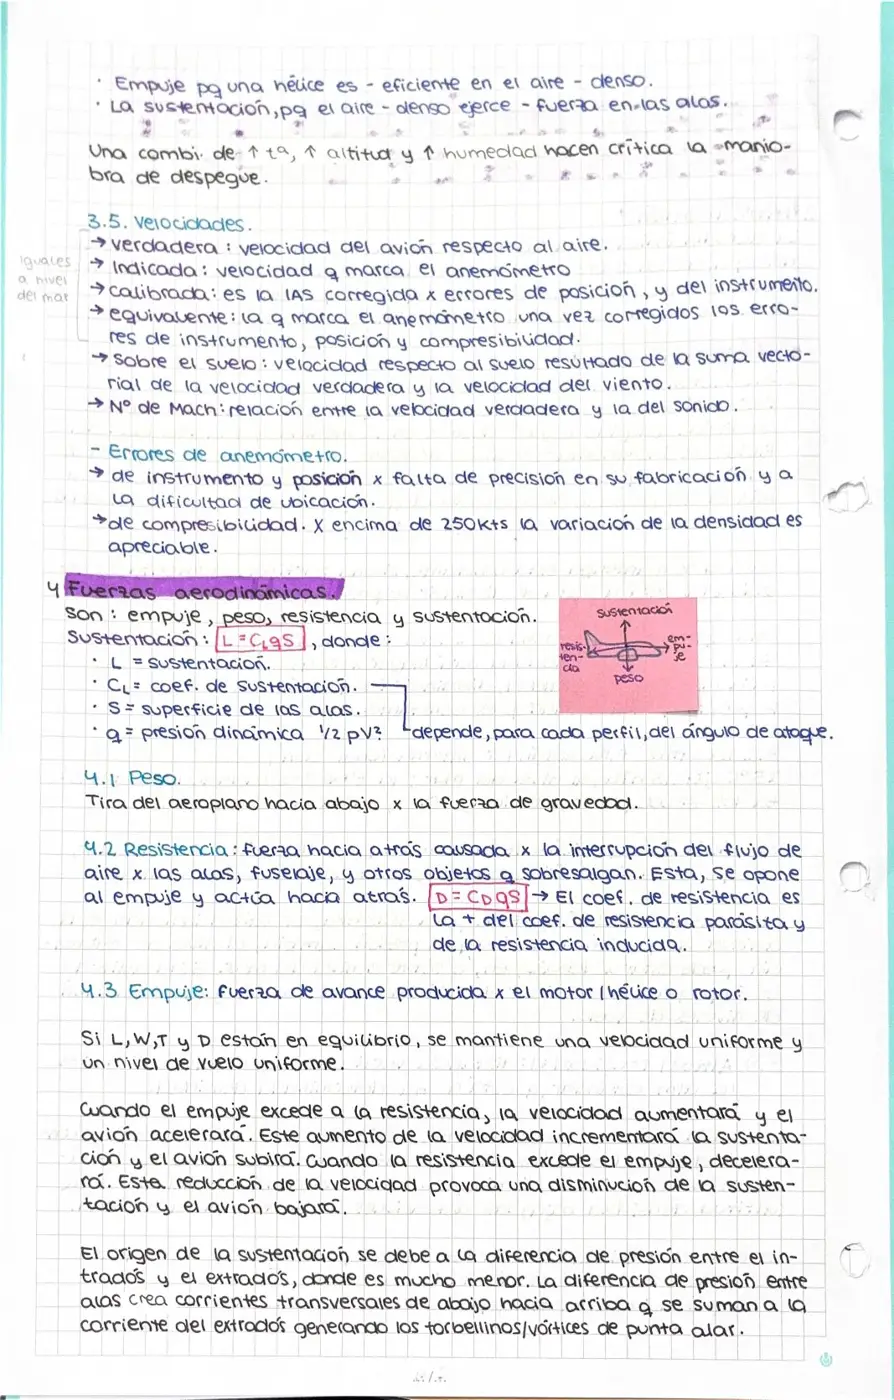 · Empuje pq una hélice es - eficiente en el aire - denso.
· La sustentación, pq el aire - denso ejerce - fuerza en las alas.
Una combi. de ↑ tª, ↑ altitud y ↑ humedad hacen crítica la manio-
bra de despegue.
3.5. Velocidades.
→ verdadera : velocidad del avión respecto al aire.
→ Indicada : velocidad q marca el anemómetro
iguales
a nivel
del mar
→ calibrada: es la IAS corregida x errores de posición, y del instrumento.
→ equivalente: la q marca el anemómetro una vez corregidos los erro-
res de instrumento, posición y compresibilidad.
→ Sobre el suelo : velocidad respecto al suelo resultado de la suma vecto-
rial de la velocidad verdadera y la velocidad del viento.
→ Nº de Mach: relación entre la velocidad verdadera y la del sonido.
- Errores de anemómetro.
→ de instrumento y posición x falta de precisión en su fabricación y a
la dificultad de ubicación.
→ de compresibilidad. X encima de 250kts la variación de la densidad es
apreciable.
4 Fuerzas aerodinámicas.
Son : empuje, peso, resistencia y sustentación.
Sustentación : L = CLqS , donde :
· L = sustentación.
· CL = coef. de sustentación.
· S = superficie de las alas.
· q = presión dinámica 1/2 ρV².
depende, para cada perfil, del ángulo de ataque.
Sustentación
resis-
ten-
cia
em-
pu-
je
peso
4.1 Peso.
Tira del aeroplano hacia abajo x la fuerza de gravedad.
4.2 Resistencia : fuerza hacia atrás causada x la interrupción del flujo de
aire x las alas, fuselaje, y otros objetos q sobresalgan. Esta, se opone
al empuje y actúa hacia atrás. D = CDqS → El coef. de resistencia es
la + del coef. de resistencia parásita y
de la resistencia inducida.
4.3 Empuje: fuerza de avance producida x el motor/hélice o rotor.
Si L, W, T y D están en equilibrio, se mantiene una velocidad uniforme y
un nivel de vuelo uniforme.
Cuando el empuje excede a la resistencia, la velocidad aumentará y el
avión acelerará. Este aumento de la velocidad incrementará la sustenta-
ción y el avión subirá. Cuando la resistencia excede el empuje, decelera-
rá. Esta reducción de la velocidad provoca una disminución de la susten-
tación y el avión bajará.
El origen de la sustentación se debe a la diferencia de presión entre el in-
tradós y el extradós, donde es mucho menor. La diferencia de presión entre
alas crea corrientes transversales de abajo hacia arriba q se suman a la
corriente del extradós generando los torbellinos/vórtices de punta alar.